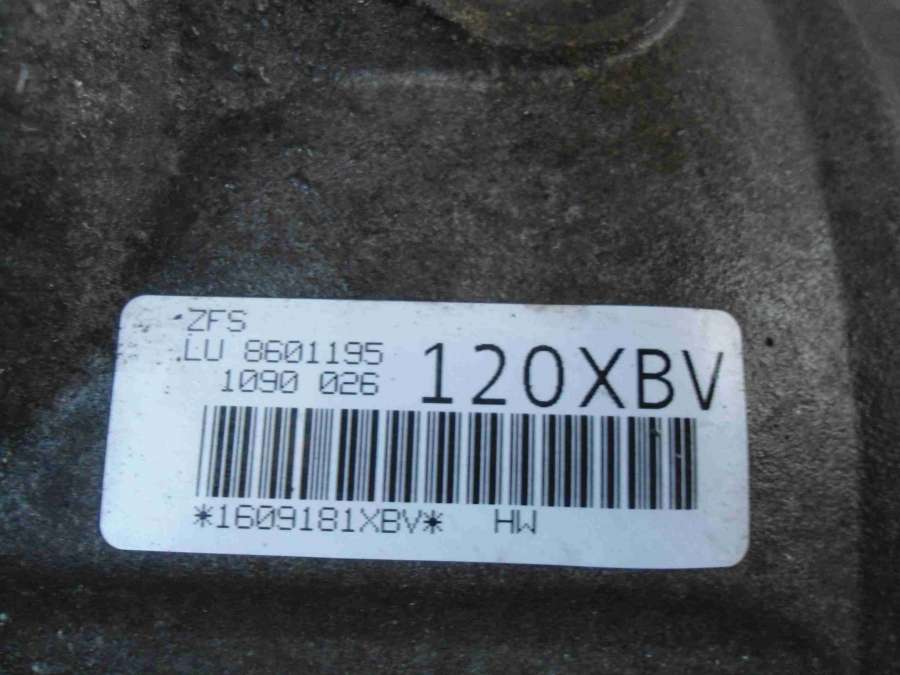 ZFS
LU 8601195
1090 026
120XBV
*1609181XBV* HW